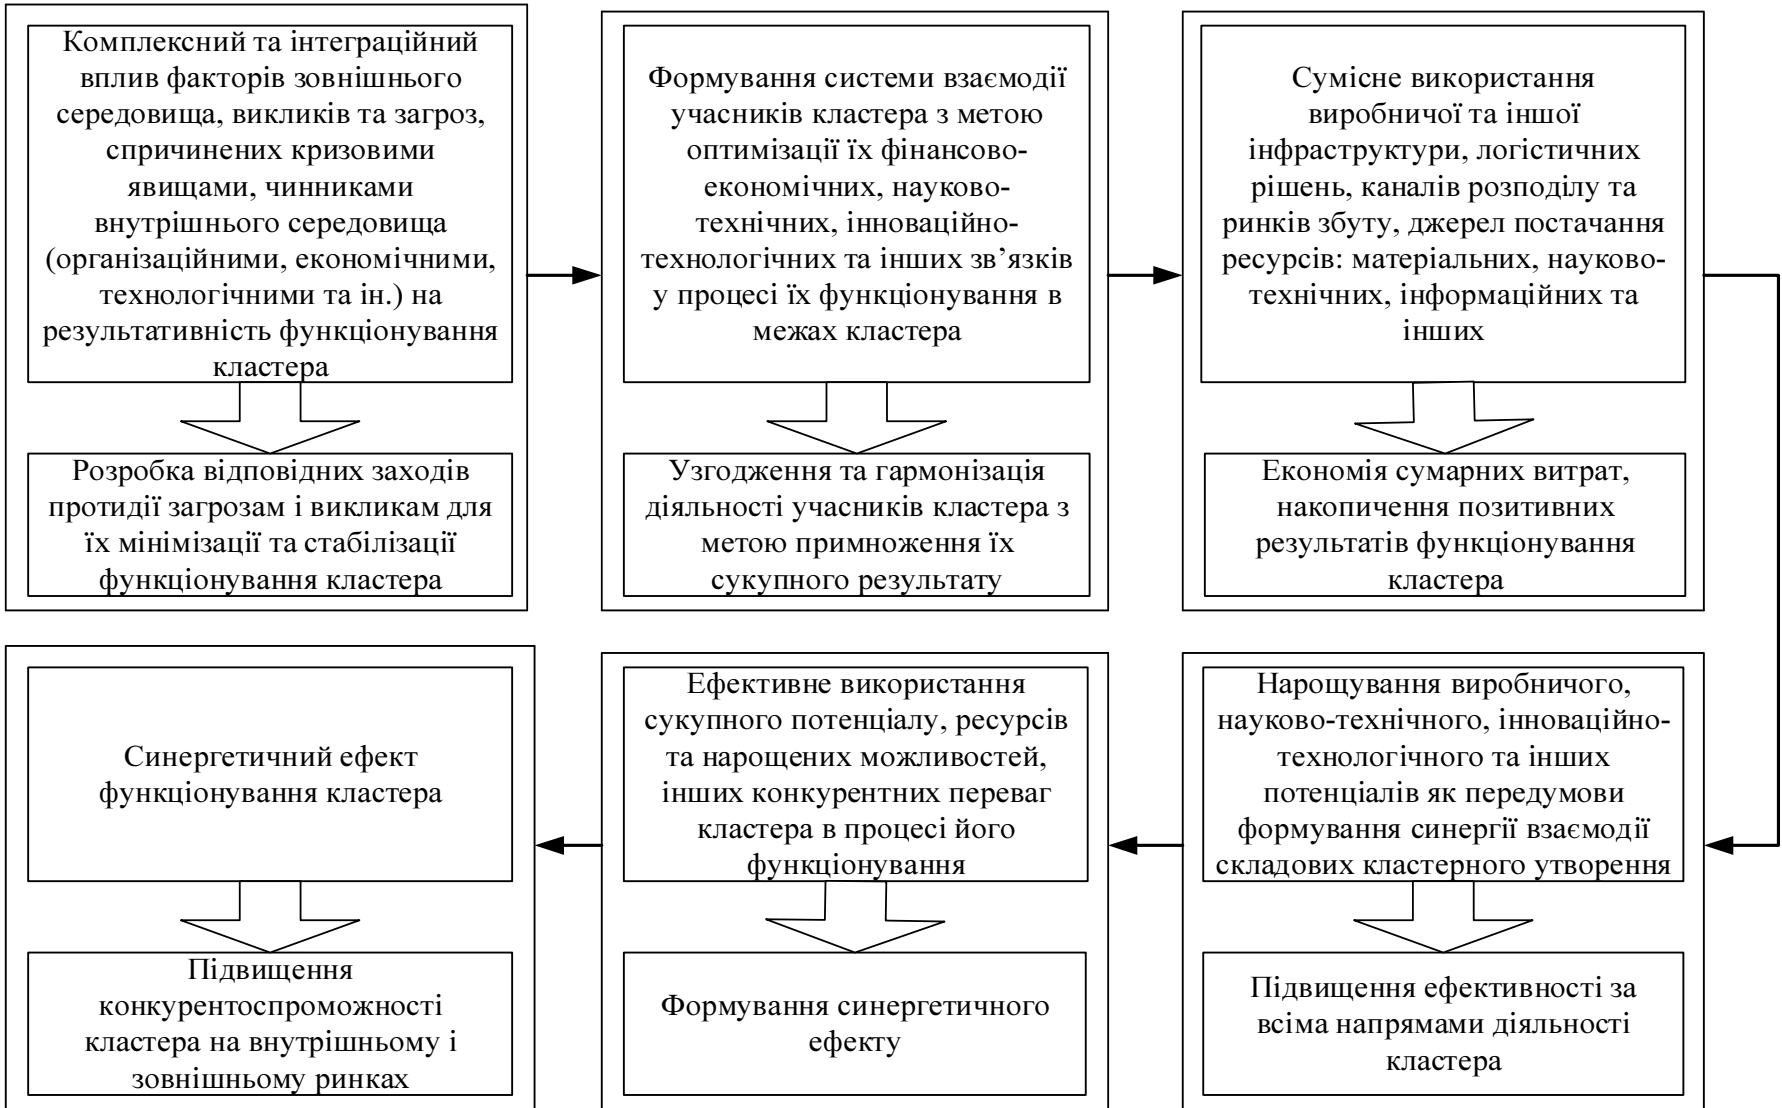 Комплексний та інтеграційний
вплив факторів зовнішнього
середовища, викликів та загроз,
спричинених кризовими
явищами, чинниками
внутрішнього середовища
(організаційними, економічними,
технологічними та ін.) на
результативність функціонування
кластера
Розробка відповідних заходів
протидії загрозам і викликам для
їх мінімізації та стабілізації
функціонування кластера
Формування системи взаємодії
учасників кластера з метою
оптимізації їх фінансово-
економічних, науково-
технічних, інноваційно-
технологічних та інших зв’язків
у процесі їх функціонування в
межах кластера
Узгодження та гармонізація
діяльності учасників кластера з
метою примноження їх
сукупного результату
Сумісне використання
виробничої та іншої
інфраструктури, логістичних
рішень, каналів розподілу та
ринків збуту, джерел постачання
ресурсів: матеріальних, науково-
технічних, інформаційних та
інших
Економія сумарних витрат,
накопичення позитивних
результатів функціонування
кластера
Нарощування виробничого,
науково-технічного, інноваційно-
технологічного та інших
потенціалів як передумови
формування синергії взаємодії
складових кластерного утворення
Підвищення ефективності за
всіма напрямами діяльності
кластера
Ефективне використання
сукупного потенціалу, ресурсів
та нарощених можливостей,
інших конкурентних переваг
кластера в процесі його
функціонування
Формування синергетичного
ефекту
Синергетичний ефект
функціонування кластера
Підвищення
конкурентоспроможності
кластера на внутрішньому і
зовнішньому ринках